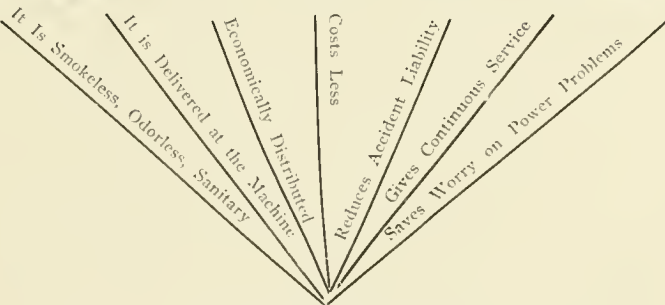 It Is Smokeless, Odorless, Sanitary
It is Delivered at the Machine
Economically Distributed
Costs Less
Reduces Accident Liability
Gives Continuous Service
Saves Worry on Power Problems